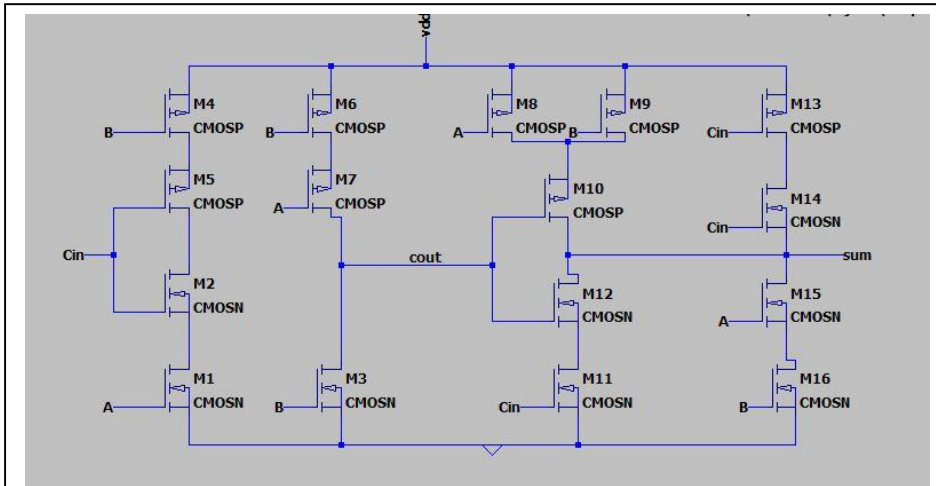 vdd
M4
M6
M8
M9
M13
B
B
A
B
Cin
CMOSP
CMOSP
CMOSP
CMOSP
CMOSP
M5
M7
M10
M14
CMOSP
A
CMOSP
CMOSP
Cin
CMOSN
Cin
cout
sum
M2
M12
M15
CMOSN
CMOSN
A
CMOSN
M1
M3
M11
M16
A
CMOSN
B
CMOSN
Cin
CMOSN
B
CMOSN